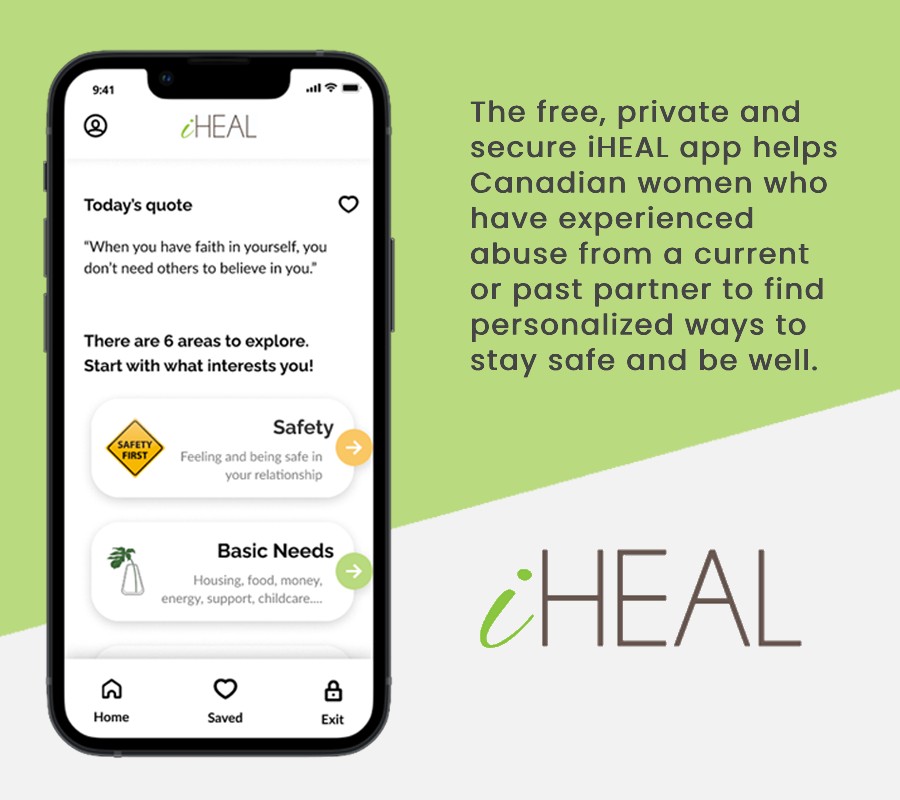 9:41
iHEAL
Today's quote
"When you have faith in yourself, you
don't need others to believe in you."
There are 6 areas to explore.
Start with what interests you!
SAFETY
FIRST
Safety
Feeling and being safe in
your relationship
Basic Needs
Housing, food, money,
energy, support, childcare....
Home
Saved
Exit
The free, private and
secure iHEAL app helps
Canadian women who
have experienced
abuse from a current
or past partner to find
personalized ways to
stay safe and be well.
iHEAL